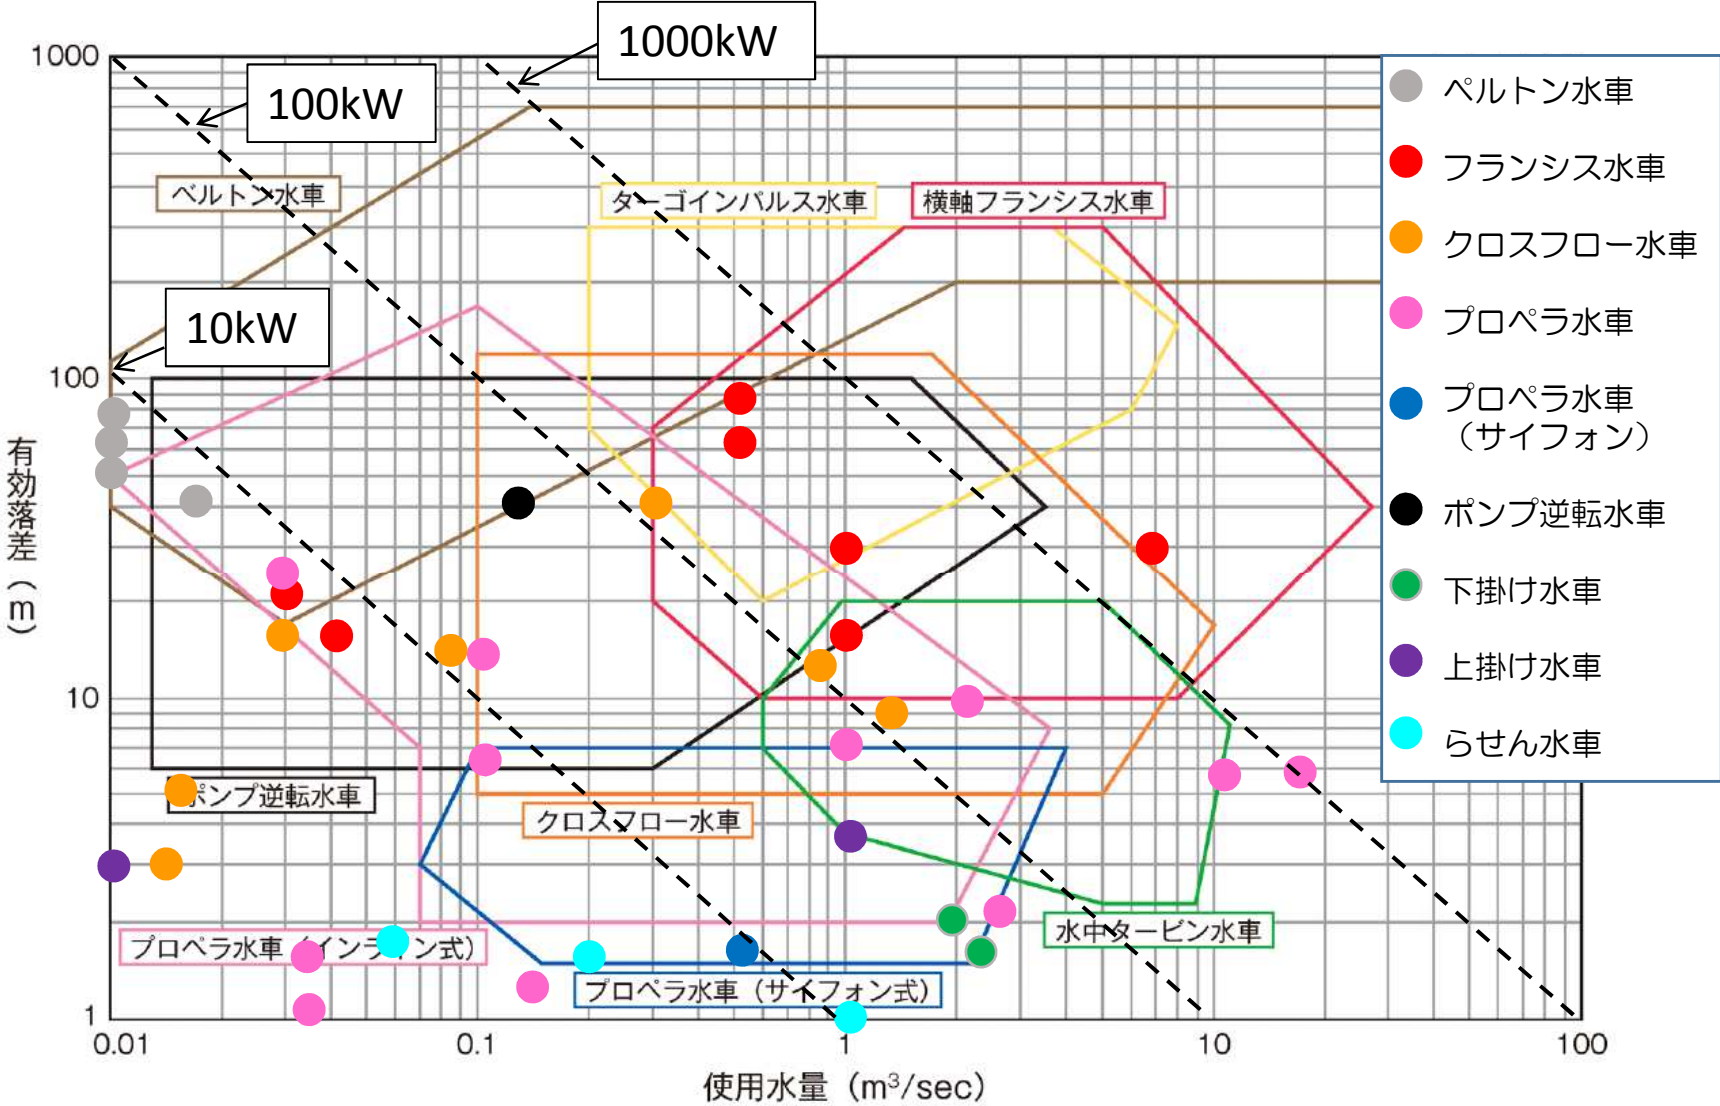 1000kW
1000
100kW
ペルトン水車
ターゴインパルス水車
横軸フランシス水車
10kW
100
有効落差(m)
10
ポンプ逆転水車
クロスフロー水車
プロペラ水車(インライン式)
水中タービン水車
プロペラ水車(サイフォン式)
1
0.01
0.1
1
10
100
使用水量(m³/sec)
ペルトン水車
フランシス水車
クロスフロー水車
プロペラ水車
プロペラ水車
(サイフォン)
ポンプ逆転水車
下掛け水車
上掛け水車
らせん水車